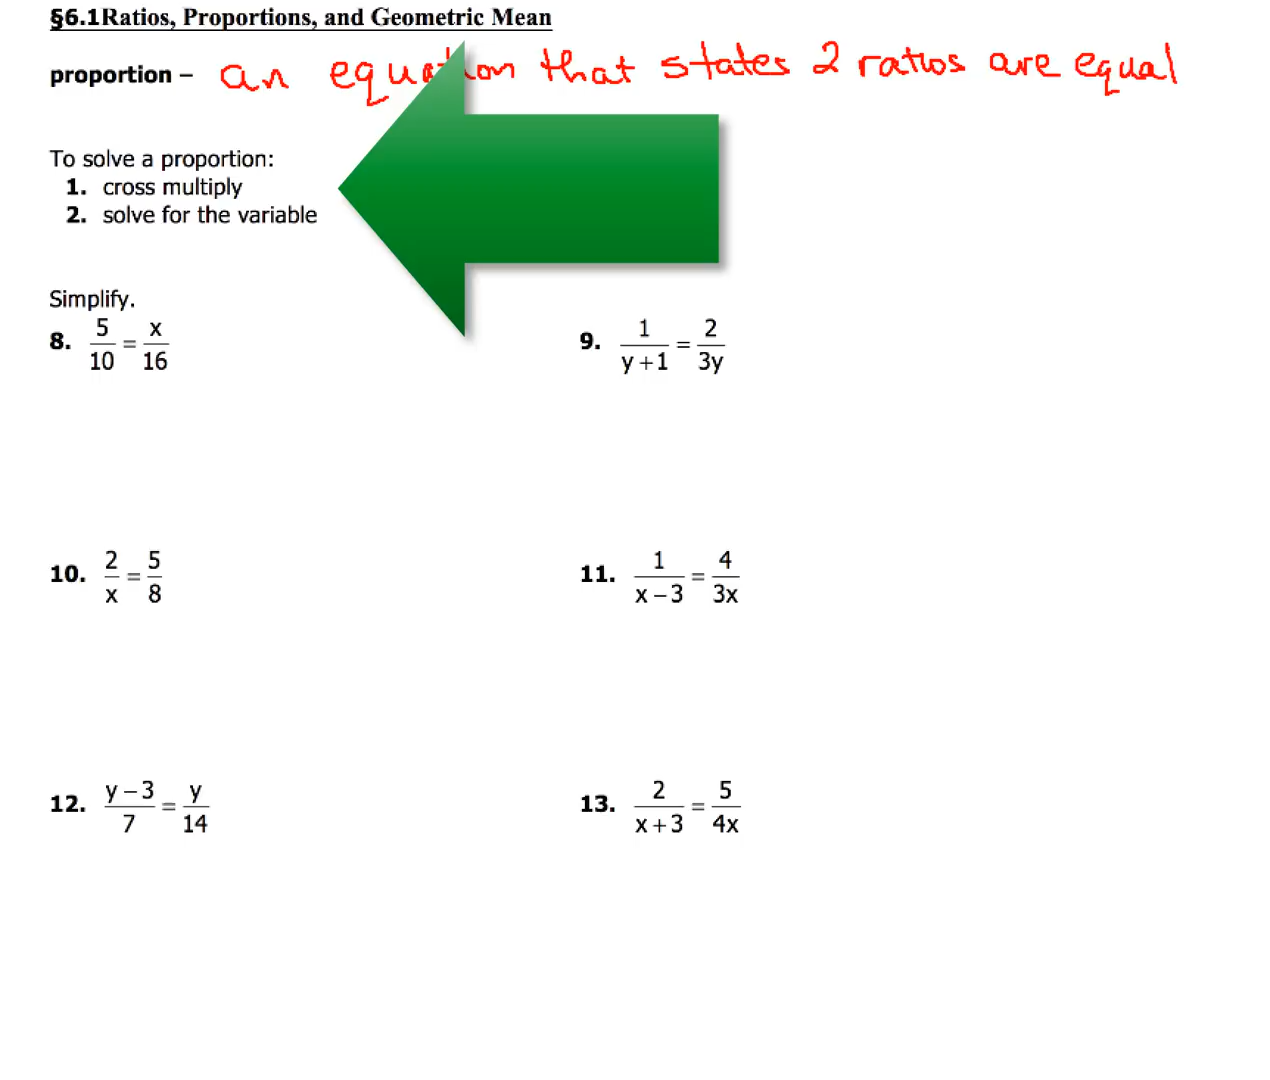 §6.1Ratios, Proportions, and Geometric Mean
proportion – an equation that states 2 ratios are equal
To solve a proportion:
1. cross multiply
2. solve for the variable
Simplify.
8. 5/10 = x/16
9. 1/(y+1) = 2/3y
10. 2/x = 5/8
11. 1/(x−3) = 4/3x
12. (y−3)/7 = y/14
13. 2/(x+3) = 5/4x